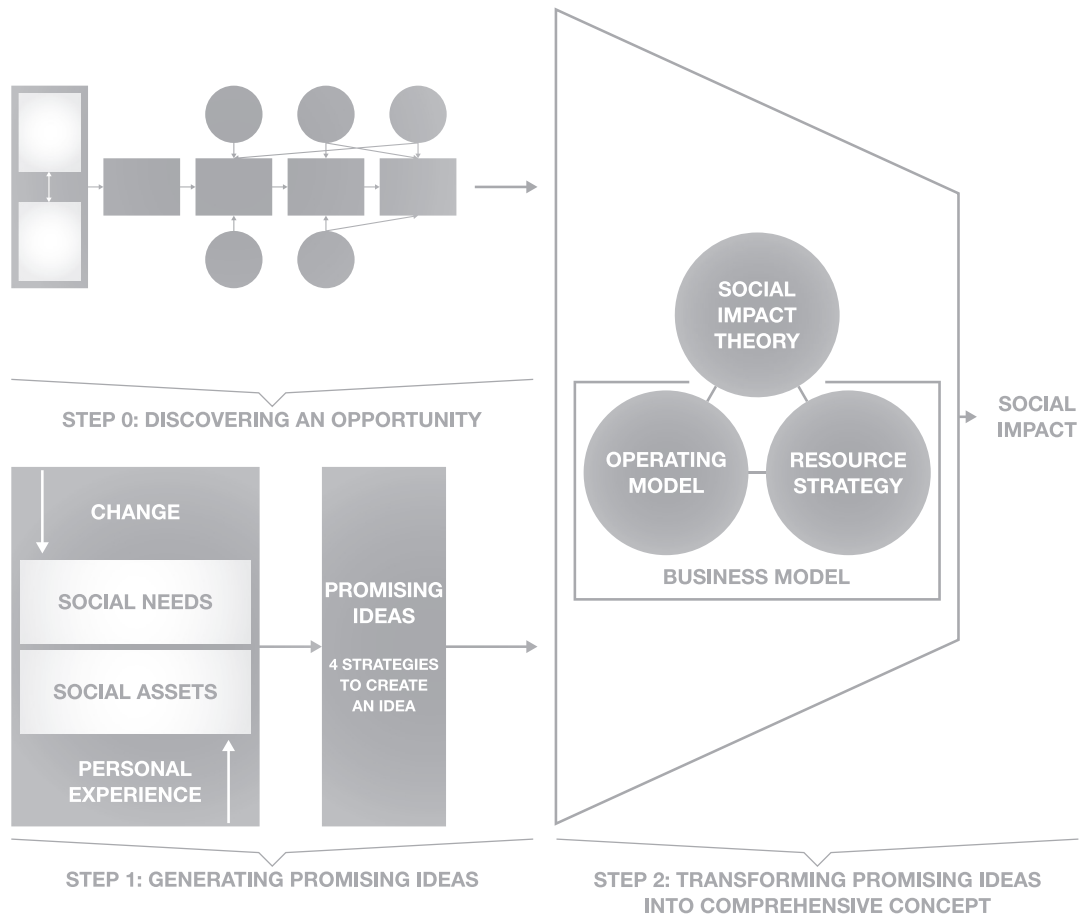 STEP 0: DISCOVERING AN OPPORTUNITY
CHANGE
SOCIAL NEEDS
SOCIAL ASSETS
PERSONAL
EXPERIENCE
PROMISING
IDEAS
4 STRATEGIES
TO CREATE
AN IDEA
STEP 1: GENERATING PROMISING IDEAS
SOCIAL
IMPACT
THEORY
OPERATING
MODEL
RESOURCE
STRATEGY
BUSINESS MODEL
SOCIAL
IMPACT
STEP 2: TRANSFORMING PROMISING IDEAS
INTO COMPREHENSIVE CONCEPT